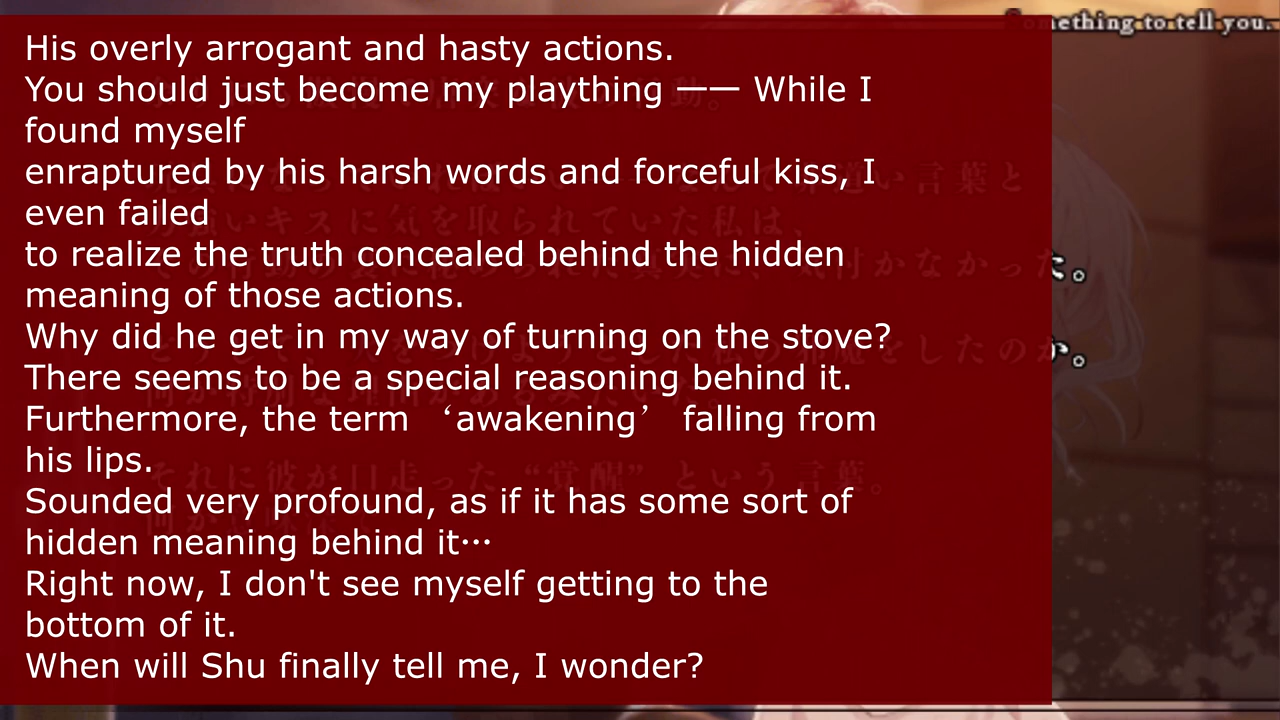 Something to tell you.
His overly arrogant and hasty actions.
You should just become my plaything —— While I
found myself
enraptured by his harsh words and forceful kiss, I
even failed
to realize the truth concealed behind the hidden
meaning of those actions.
Why did he get in my way of turning on the stove?
There seems to be a special reasoning behind it.
Furthermore, the term ‘awakening’ falling from
his lips.
Sounded very profound, as if it has some sort of
hidden meaning behind it…
Right now, I don't see myself getting to the
bottom of it.
When will Shu finally tell me, I wonder?